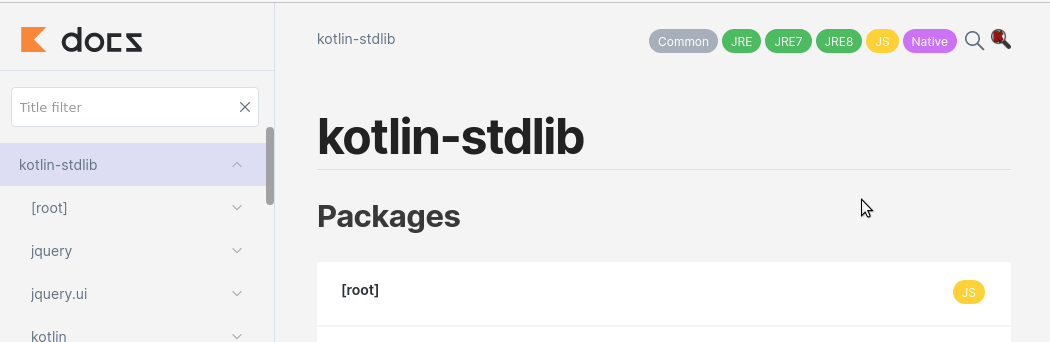 docs
kotlin-stdlib
Common JRE JRE7 JRE8 JS Native
Title filter
kotlin-stdlib
[root]
jquery
jquery.ui
kotlin
kotlin-stdlib
Packages
[root]
JS